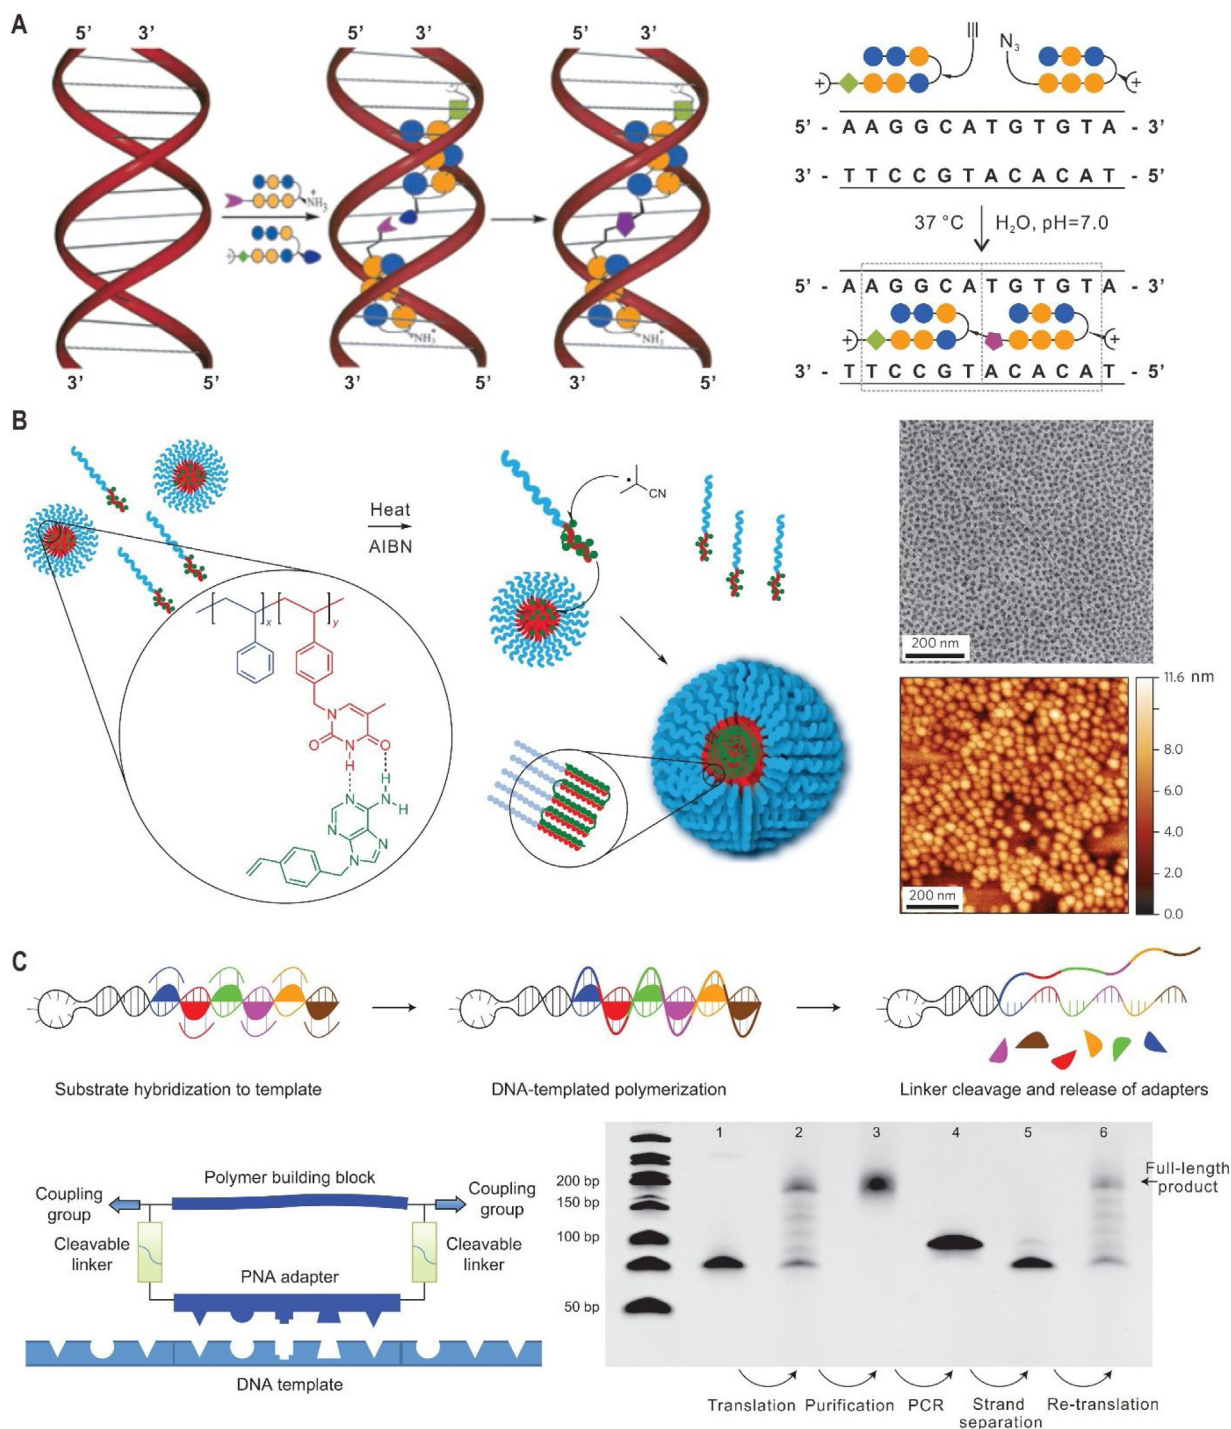 A
5’ 3’
5’ 3’
5’ 3’
NH3+
NH3+
NH3+
3’ 5’
3’ 5’
3’ 5’
N3
+ +
5’ - A A G G C A T G T G T A - 3’
3’ - T T C C G T A C A C A T - 5’
37 °C H2O, pH=7.0
5’ - A A G G C A T G T G T A - 3’
+ +
3’ - T T C C G T A C A C A T - 5’
B
Heat
AIBN
CN
x y
N
O N O
H
H
N N H
N
N N
200 nm
11.6 nm
10.0
8.0
6.0
4.0
2.0
0.0
200 nm
C
Substrate hybridization to template
DNA-templated polymerization
Linker cleavage and release of adapters
Polymer building block
Coupling
group
Coupling
group
Cleavable
linker
Cleavable
linker
PNA adapter
DNA template
1 2 3 4 5 6
200 bp
150 bp
100 bp
50 bp
Full-length
product
Translation Purification PCR Strand
separation Re-translation